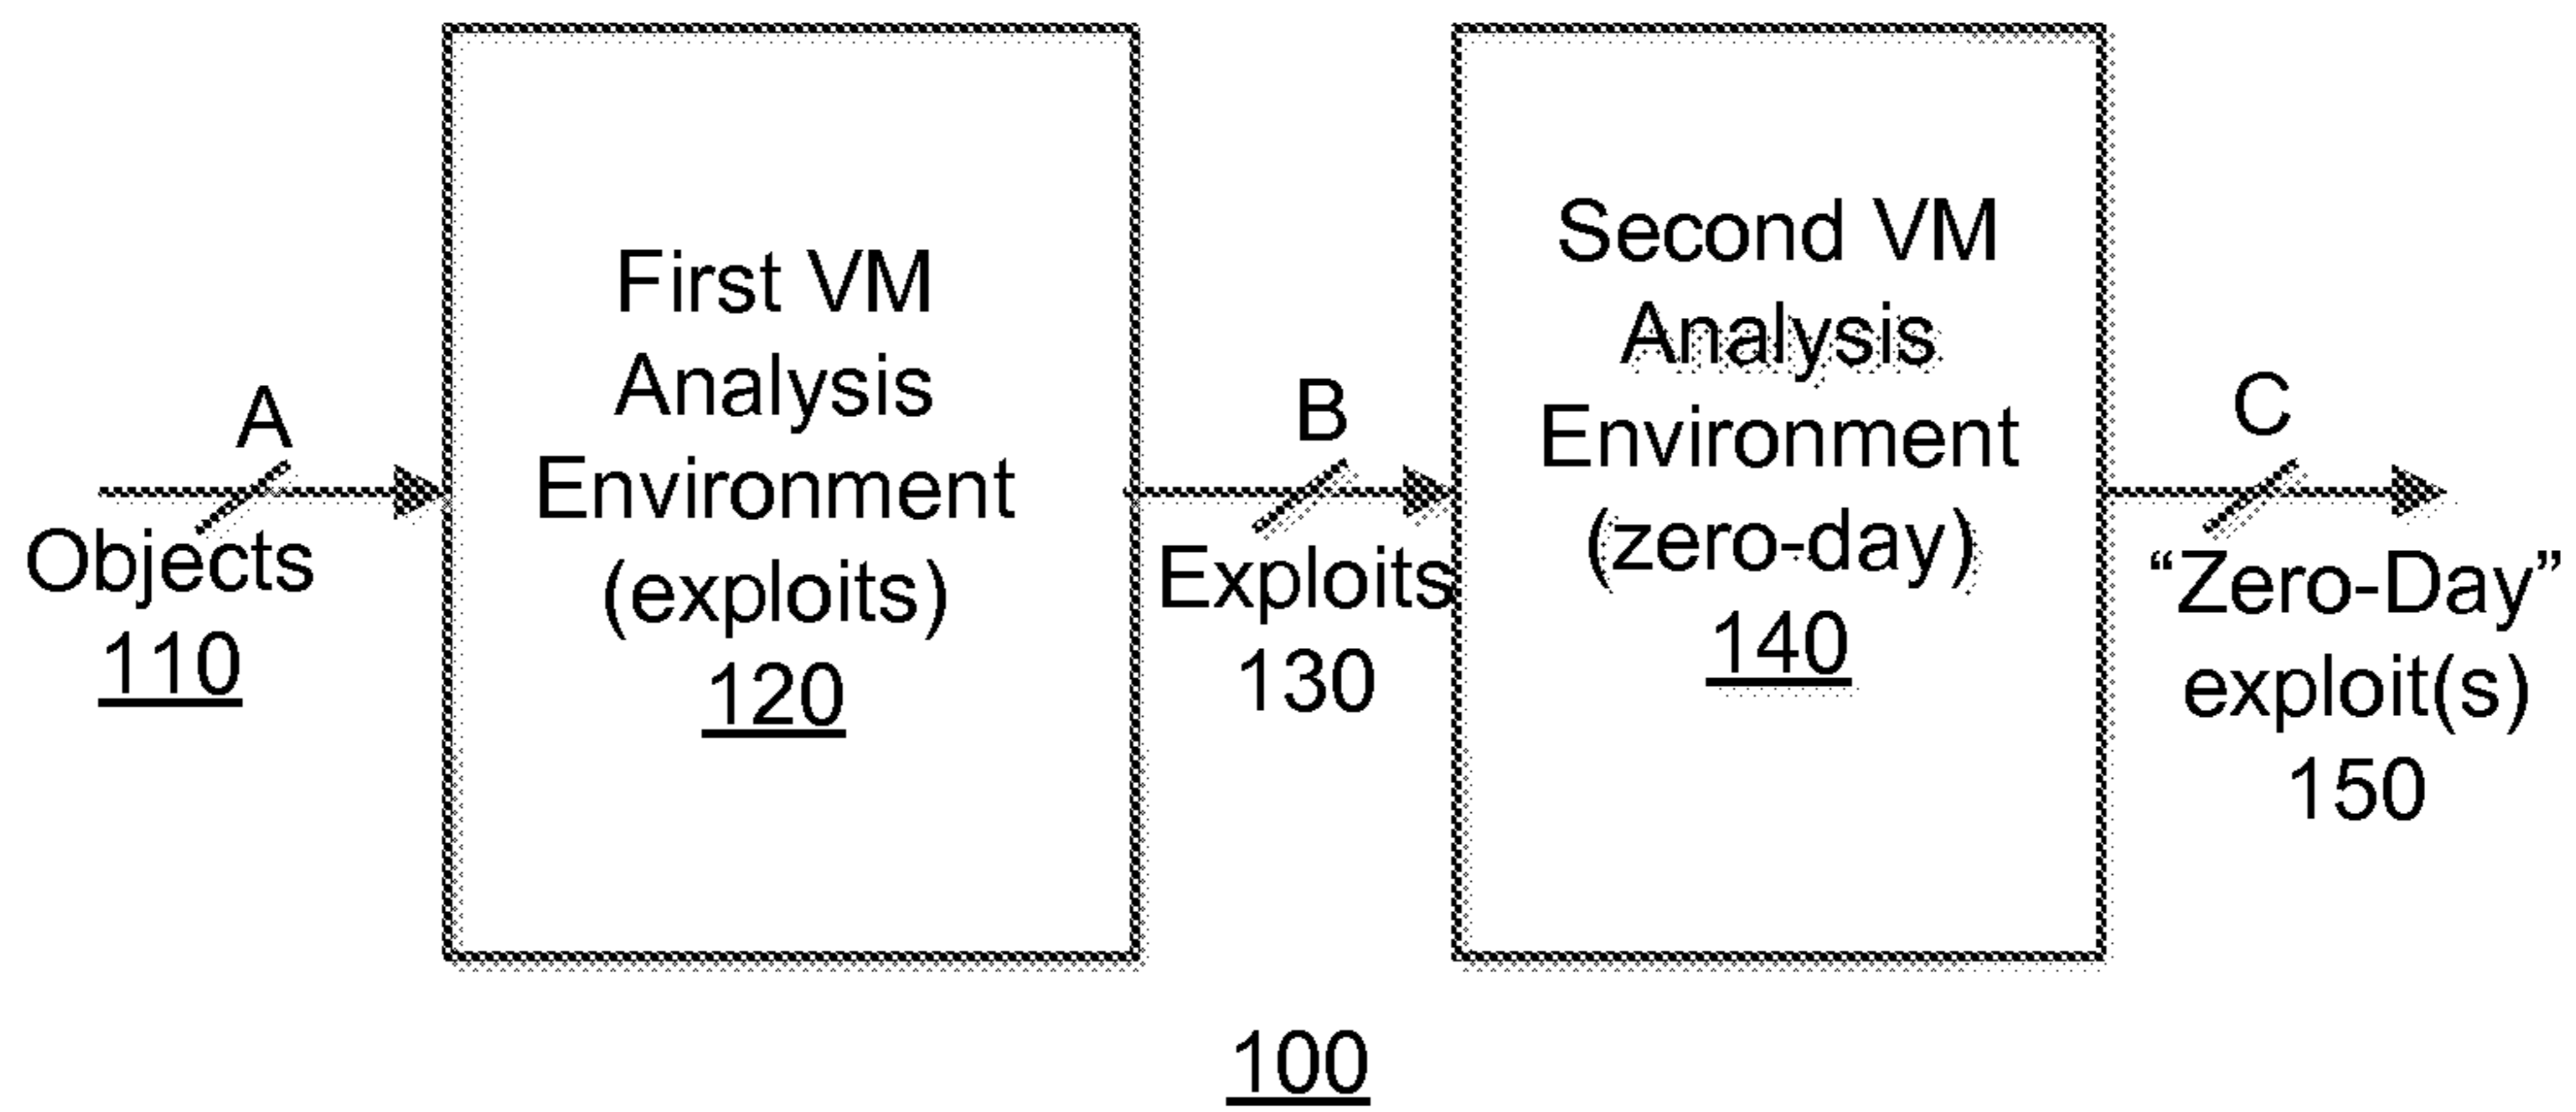 A
Objects
110
First VM
Analysis
Environment
(exploits)
120
B
Exploits
130
Second VM
Analysis
Environment
(zero-day)
140
C
“Zero-Day”
exploit(s)
150
100